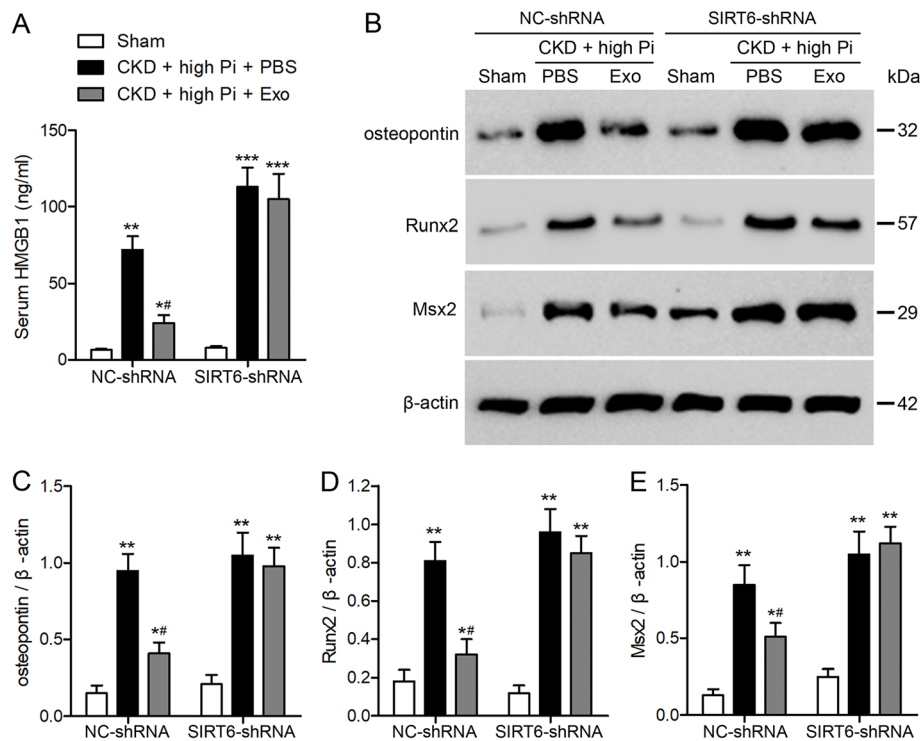 A
Sham
CKD + high Pi + PBS
CKD + high Pi + Exo
Serum HMGB1 (ng/ml)
150
100
50
0
**
*#
***
***
NC-shRNA
SIRT6-shRNA
B
NC-shRNA
SIRT6-shRNA
CKD + high Pi
CKD + high Pi
Sham
PBS
Exo
Sham
PBS
Exo
kDa
osteopontin
32
Runx2
57
Msx2
29
β-actin
42
C
osteopontin / β -actin
1.5
1.0
0.5
0.0
**
*#
**
**
NC-shRNA
SIRT6-shRNA
D
Runx2 / β -actin
1.2
1.0
0.8
0.6
0.4
0.2
0.0
**
*#
**
**
NC-shRNA
SIRT6-shRNA
E
Msx2 / β -actin
1.5
1.0
0.5
0.0
**
*#
**
**
NC-shRNA
SIRT6-shRNA